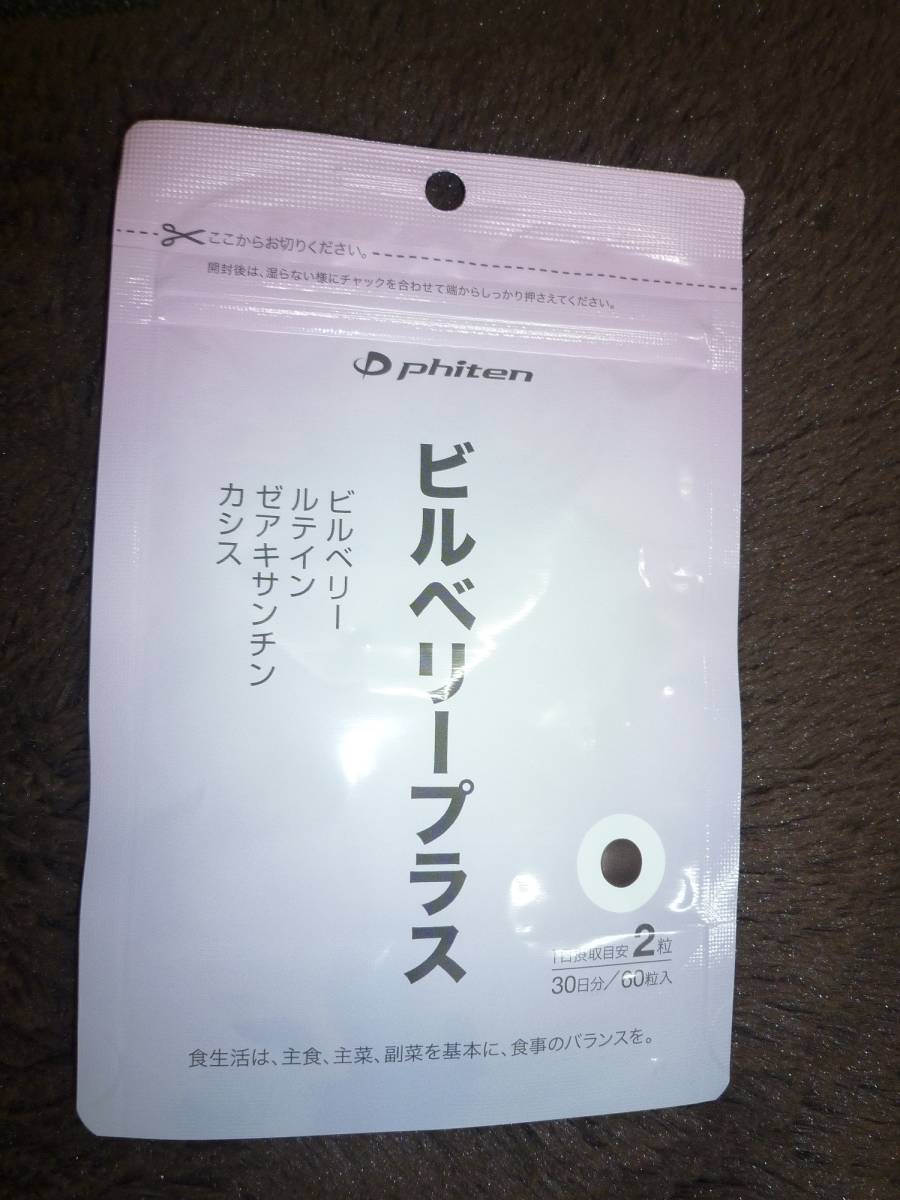 ここからお切りください。
開封後は、湿らない様にチャックを合わせて端からしっかり押さえてください。
phiten
ビルベリープラス
ビルベリー
ルテイン
ゼアキサンチン
カシス
1日摂取目安2粒
30日分/60粒入
食生活は、主食、主菜、副菜を基本に、食事のバランスを。